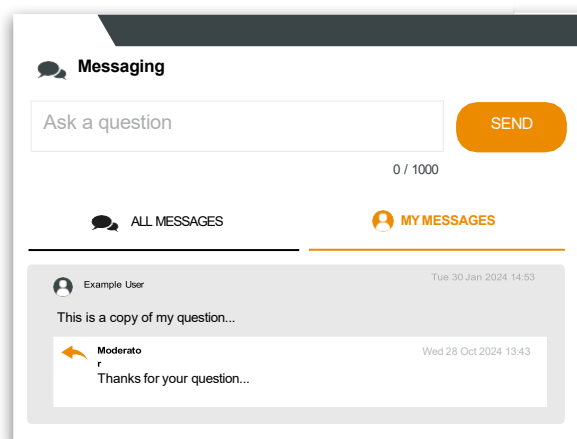 Messaging
Ask a question
SEND
0 / 1000
ALL MESSAGES
MY MESSAGES
Example User
Tue 30 Jan 2024 14:53
This is a copy of my question...
Moderato
r
Wed 28 Oct 2024 13:43
Thanks for your question...